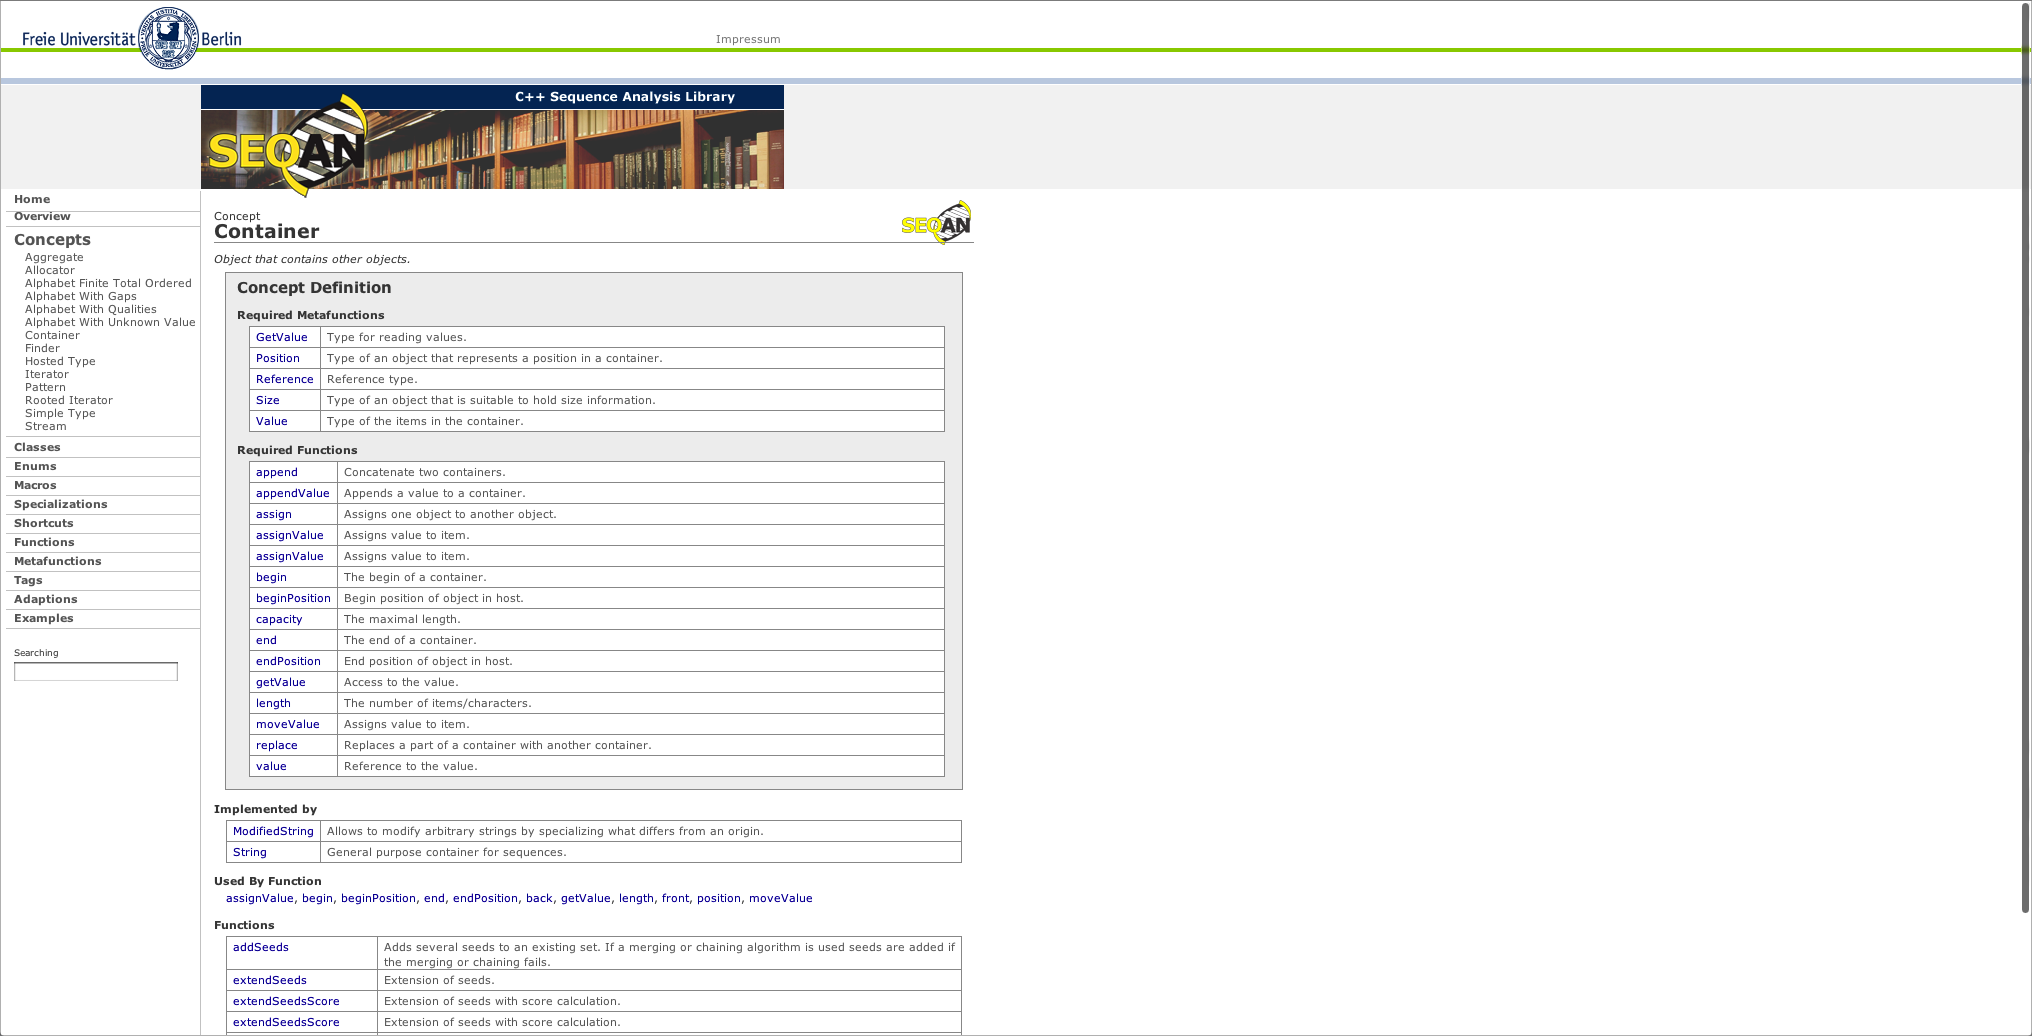 Freie Universität Berlin
Impressum
C++ Sequence Analysis Library
SEQAN
Home
Overview
Concepts
Aggregate
Allocator
Alphabet Finite Total Ordered
Alphabet With Gaps
Alphabet With Qualities
Alphabet With Unknown Value
Container
Finder
Hosted Type
Iterator
Pattern
Rooted Iterator
Simple Type
Stream
Classes
Enums
Macros
Specializations
Shortcuts
Functions
Metafunctions
Tags
Adaptions
Examples
Searching
Concept
Container
SEQAN
Object that contains other objects.
Concept Definition
Required Metafunctions
GetValue Type for reading values.
Position Type of an object that represents a position in a container.
Reference Reference type.
Size Type of an object that is suitable to hold size information.
Value Type of the items in the container.
Required Functions
append Concatenate two containers.
appendValue Appends a value to a container.
assign Assigns one object to another object.
assignValue Assigns value to item.
assignValue Assigns value to item.
begin The begin of a container.
beginPosition Begin position of object in host.
capacity The maximal length.
end The end of a container.
endPosition End position of object in host.
getValue Access to the value.
length The number of items/characters.
moveValue Assigns value to item.
replace Replaces a part of a container with another container.
value Reference to the value.
Implemented by
ModifiedString Allows to modify arbitrary strings by specializing what differs from an origin.
String General purpose container for sequences.
Used By Function
assignValue, begin, beginPosition, end, endPosition, back, getValue, length, front, position, moveValue
Functions
addSeeds Adds several seeds to an existing set. If a merging or chaining algorithm is used seeds are added if
the merging or chaining fails.
extendSeeds Extension of seeds.
extendSeedsScore Extension of seeds with score calculation.
extendSeedsScore Extension of seeds with score calculation.